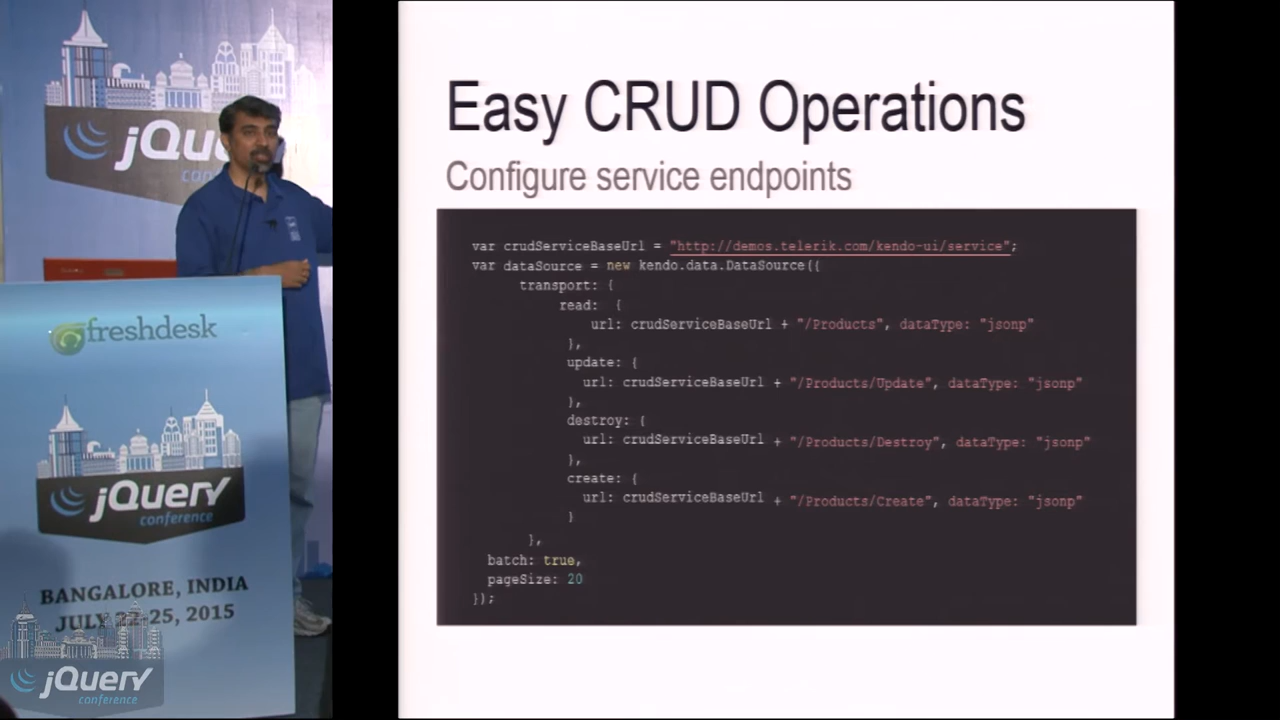 jQu
con
freshdesk
jQuery
conference
BANGALORE, INDIA
JULY 22-25, 2015
jQuery
conference
Easy CRUD Operations
Configure service endpoints
var crudServiceBaseUrl = "http://demos.telerik.com/kendo-ui/service";
var dataSource = new kendo.data.DataSource({
transport: {
read: {
url: crudServiceBaseUrl + "/Products", dataType: "jsonp"
},
update: {
url: crudServiceBaseUrl + "/Products/Update", dataType: "jsonp"
},
destroy: {
url: crudServiceBaseUrl + "/Products/Destroy", dataType: "jsonp"
},
create: {
url: crudServiceBaseUrl + "/Products/Create", dataType: "jsonp"
}
},
batch: true,
pageSize: 20
});